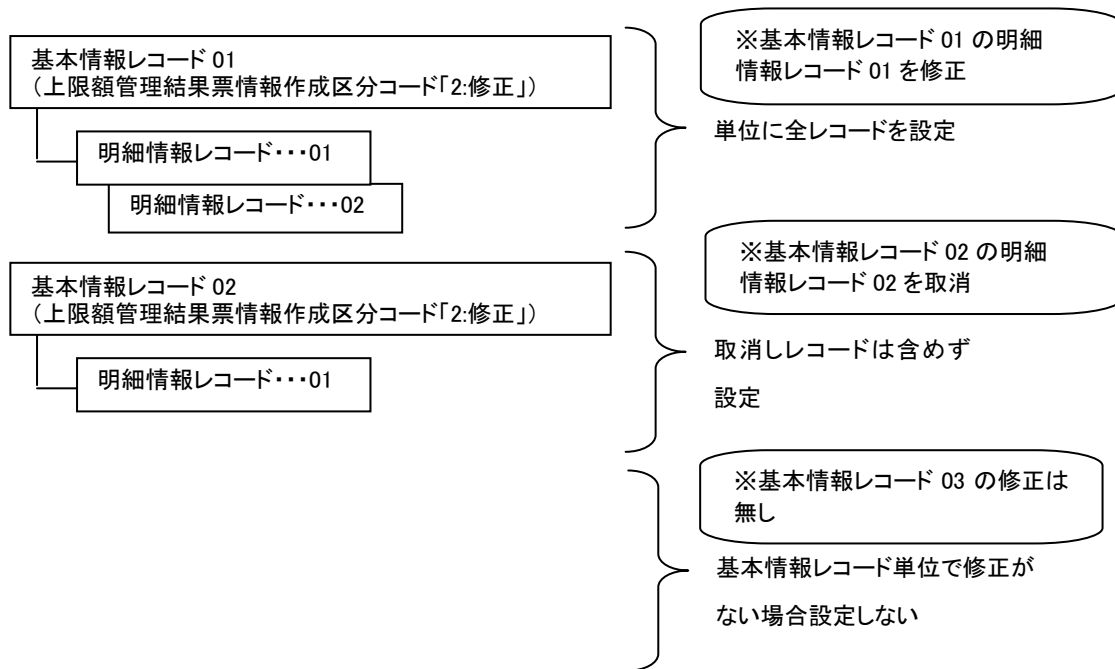 基本情報レコード 01
（上限額管理結果票情報作成区分コード「2:修正」）
明細情報レコード・・・01
明細情報レコード・・・02
※基本情報レコード 01 の明細
情報レコード 01 を修正
単位に全レコードを設定
基本情報レコード 02
（上限額管理結果票情報作成区分コード「2:修正」）
明細情報レコード・・・01
※基本情報レコード 02 の明細
情報レコード 02 を取消
取消しレコードは含めず
設定
※基本情報レコード 03 の修正は
無し
基本情報レコード単位で修正が
ない場合設定しない